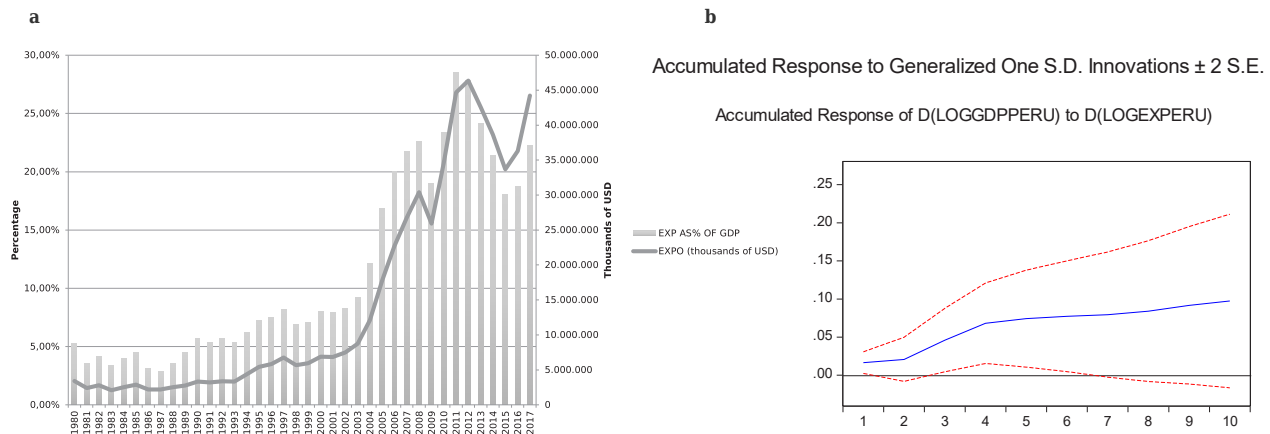 a
30,00%
25,00%
20,00%
15,00%
10,00%
5,00%
0,00%
Percentage
50.000.000
45.000.000
40.000.000
35.000.000
30.000.000
25.000.000
20.000.000
15.000.000
10.000.000
5.000.000
0
Thousands of USD
1980 1981 1982 1983 1984 1985 1986 1987 1988 1989 1990 1991 1992 1993 1994 1995 1996 1997 1998 1999 2000 2001 2002 2003 2004 2005 2006 2007 2008 2009 2010 2011 2012 2013 2014 2015 2016 2017
EXP AS% OF GDP
EXPO (thousands of USD)
b
Accumulated Response to Generalized One S.D. Innovations ± 2 S.E.
Accumulated Response of D(LOGGDPPERU) to D(LOGEXPERU)
.25
.20
.15
.10
.05
.00
1 2 3 4 5 6 7 8 9 10